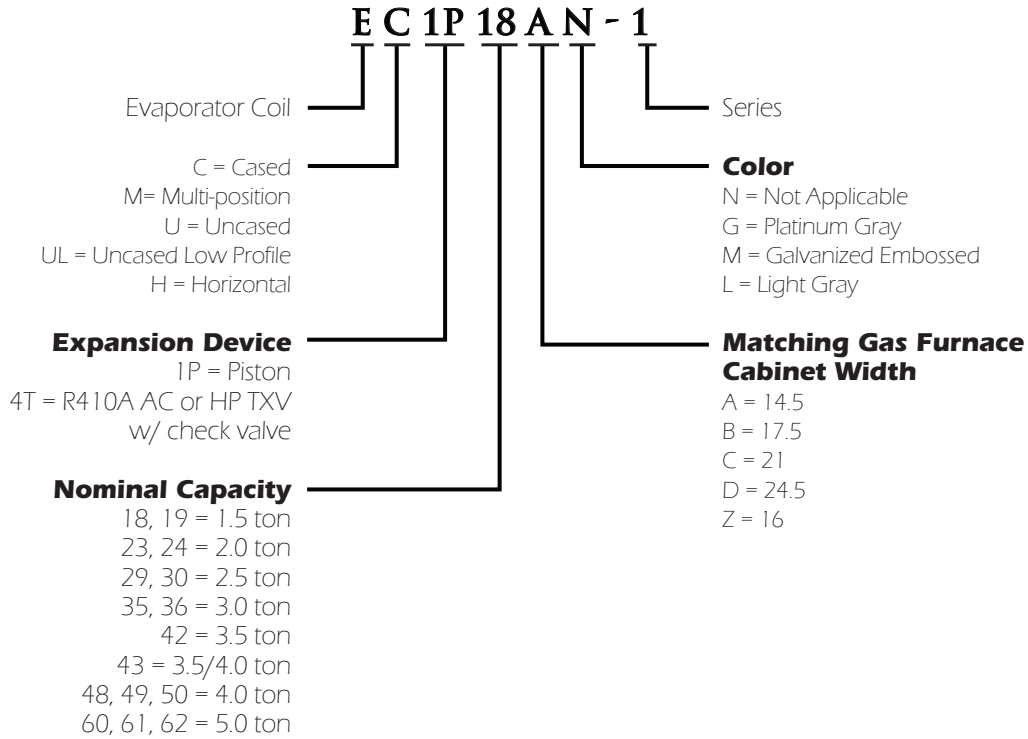 E C 1P 18 A N - 1
Evaporator Coil
C = Cased
M= Multi-position
U = Uncased
UL = Uncased Low Profile
H = Horizontal
Expansion Device
1P = Piston
4T = R410A AC or HP TXV
w/ check valve
Nominal Capacity
18, 19 = 1.5 ton
23, 24 = 2.0 ton
29, 30 = 2.5 ton
35, 36 = 3.0 ton
42 = 3.5 ton
43 = 3.5/4.0 ton
48, 49, 50 = 4.0 ton
60, 61, 62 = 5.0 ton
Series
Color
N = Not Applicable
G = Platinum Gray
M = Galvanized Embossed
L = Light Gray
Matching Gas Furnace
Cabinet Width
A = 14.5
B = 17.5
C = 21
D = 24.5
Z = 16